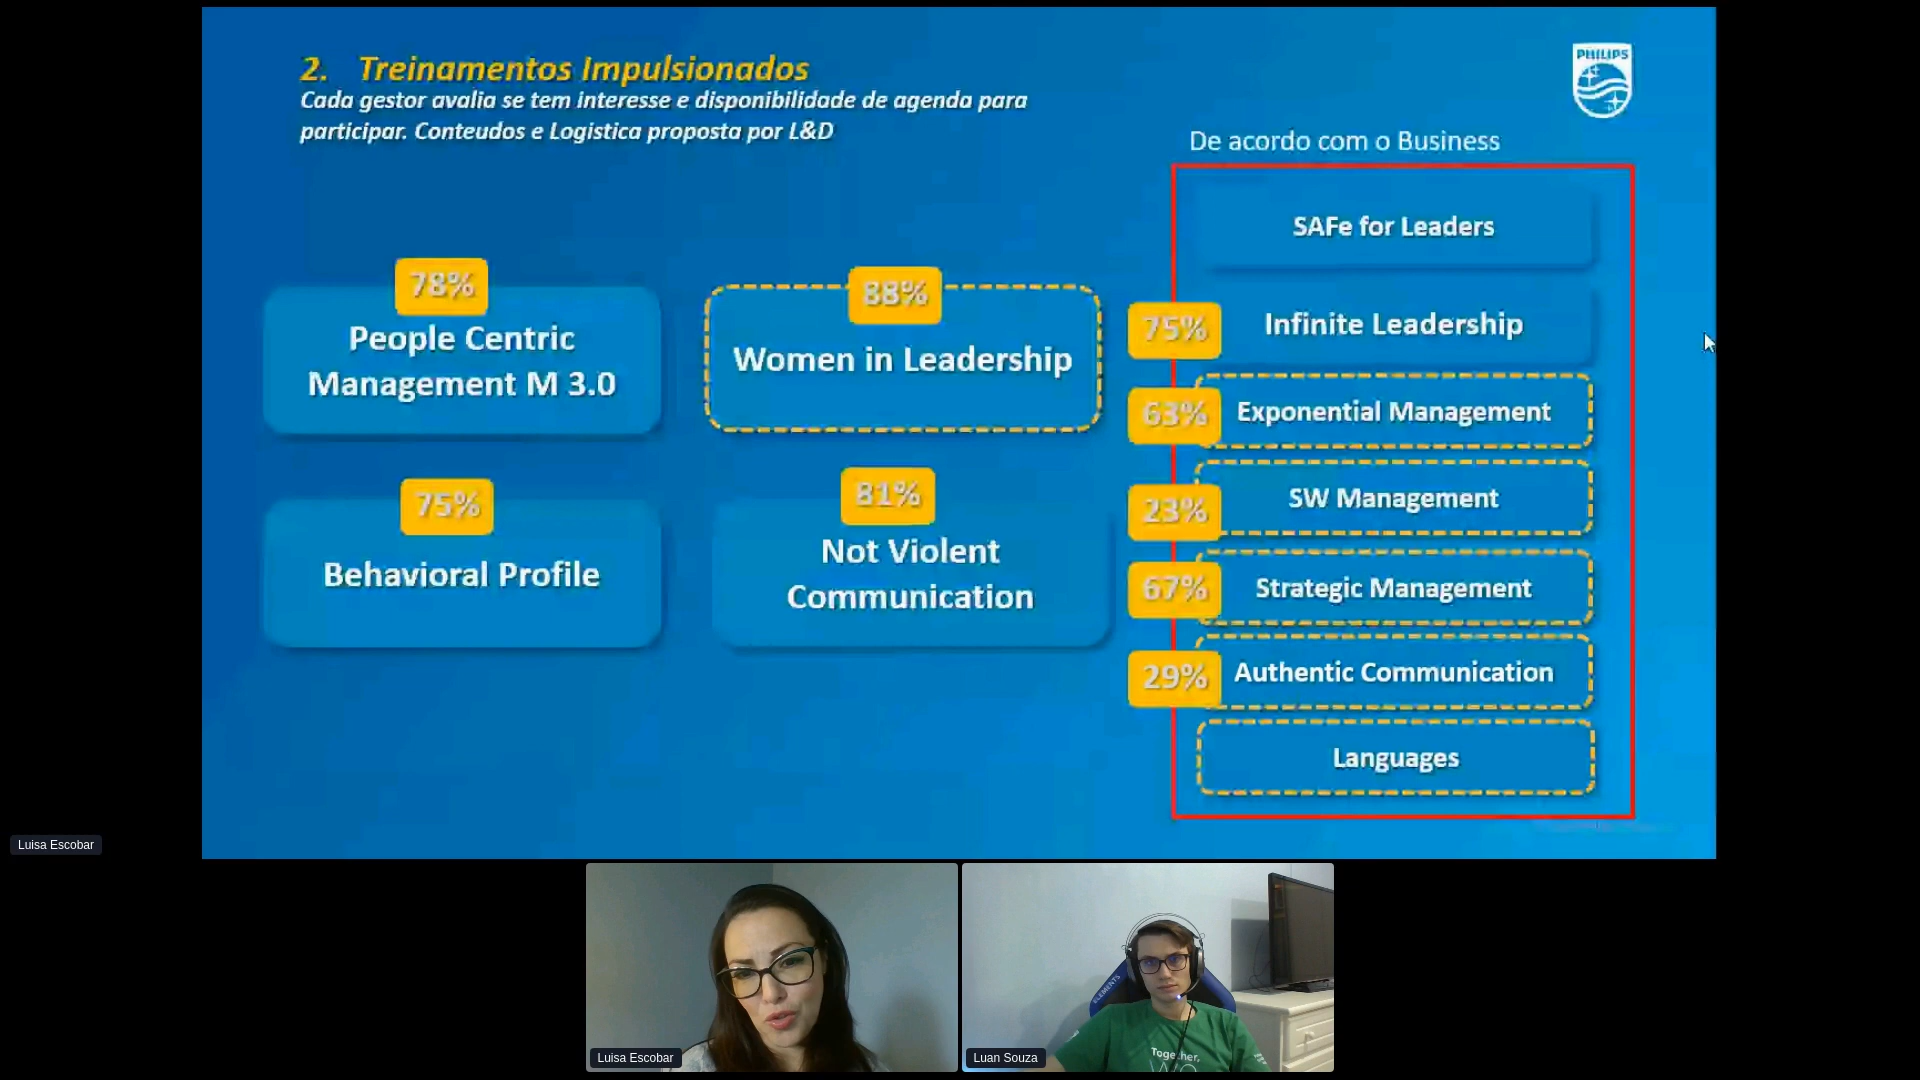 2. Treinamentos Impulsionados
Cada gestor avalia se tem interesse e disponibilidade de agenda para
participar. Conteudos e Logistica proposta por L&D
PHILIPS
De acordo com o Business
78%
People Centric
Management M 3.0
88%
Women in Leadership
75%
Behavioral Profile
81%
Not Violent
Communication
SAFe for Leaders
75%
Infinite Leadership
63%
Exponential Management
23%
SW Management
67%
Strategic Management
29%
Authentic Communication
Languages
Luisa Escobar
Luisa Escobar
Luan Souza
ELEMENTS
Together,